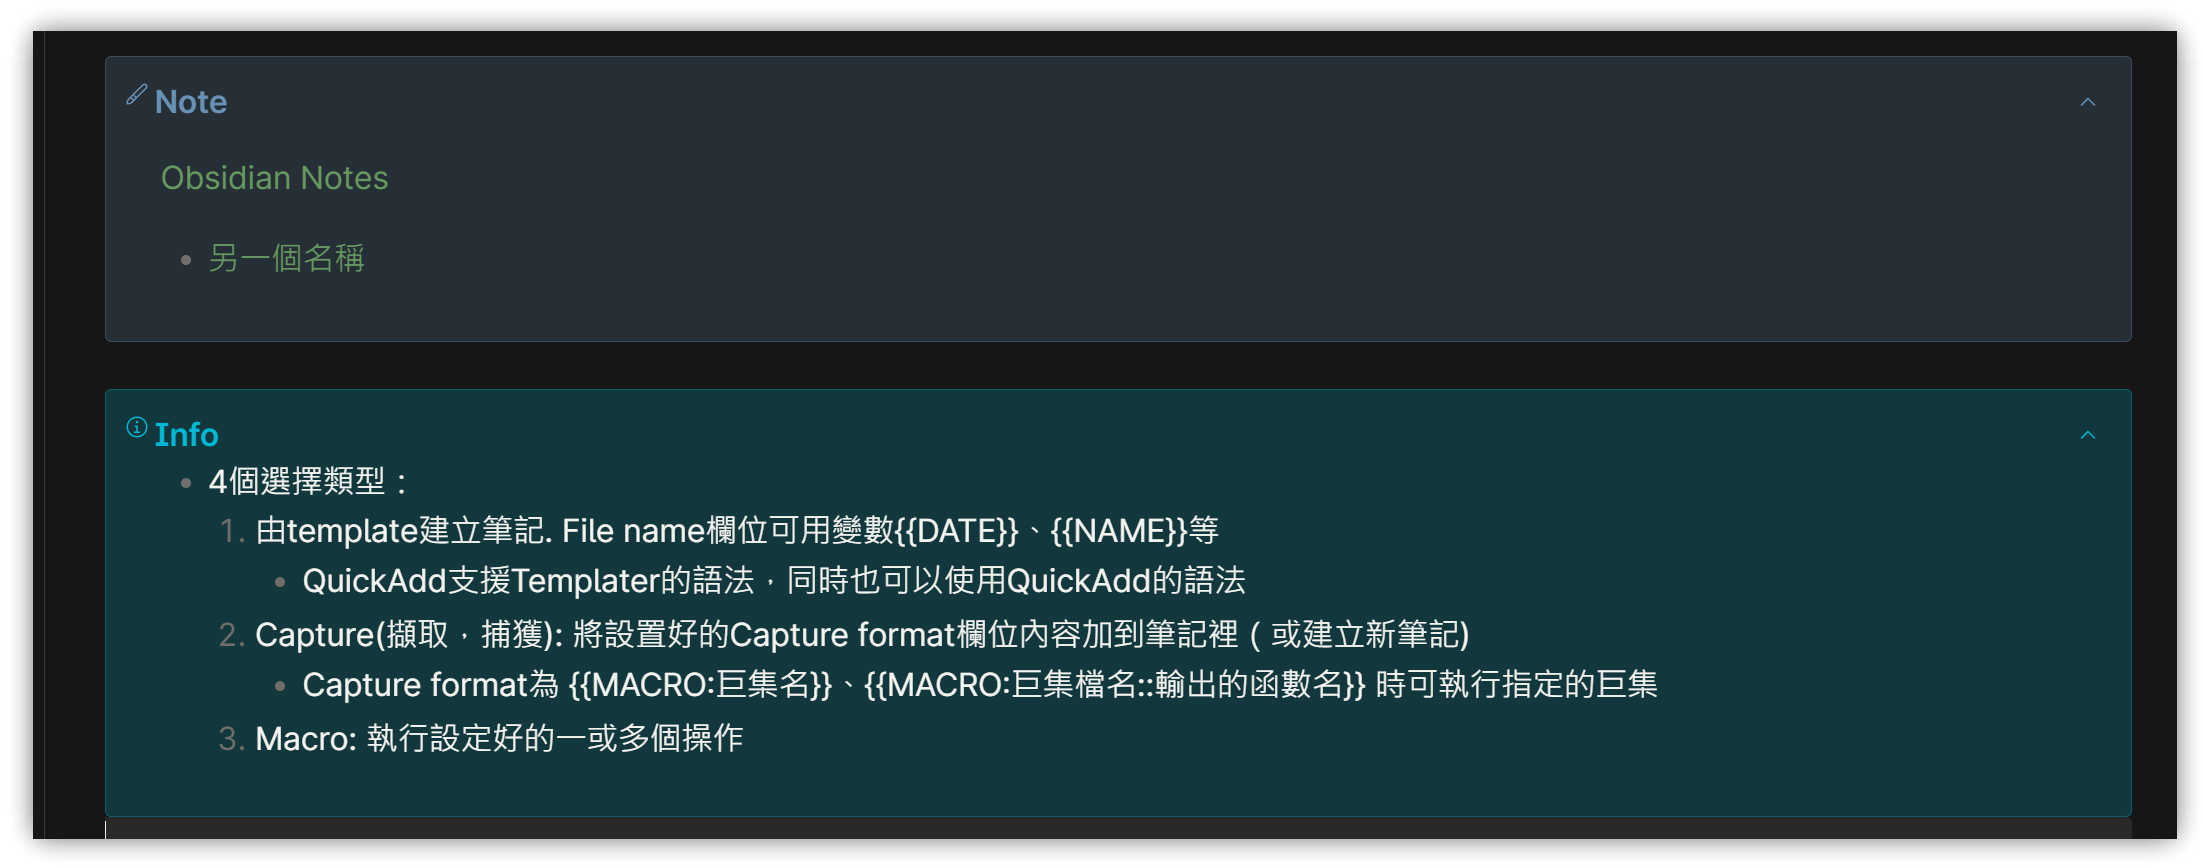 Note
Obsidian Notes
另一個名稱
Info
4個選擇類型：
1. 由template建立筆記. File name欄位可用變數{{DATE}}、{{NAME}}等
QuickAdd支援Templater的語法，同時也可以使用QuickAdd的語法
2. Capture(擷取，捕獲): 將設置好的Capture format欄位內容加到筆記裡 ( 或建立新筆記)
Capture format為 {{MACRO:巨集名}}、{{MACRO:巨集檔名::輸出的函數名}} 時可執行指定的巨集
3. Macro: 執行設定好的一或多個操作